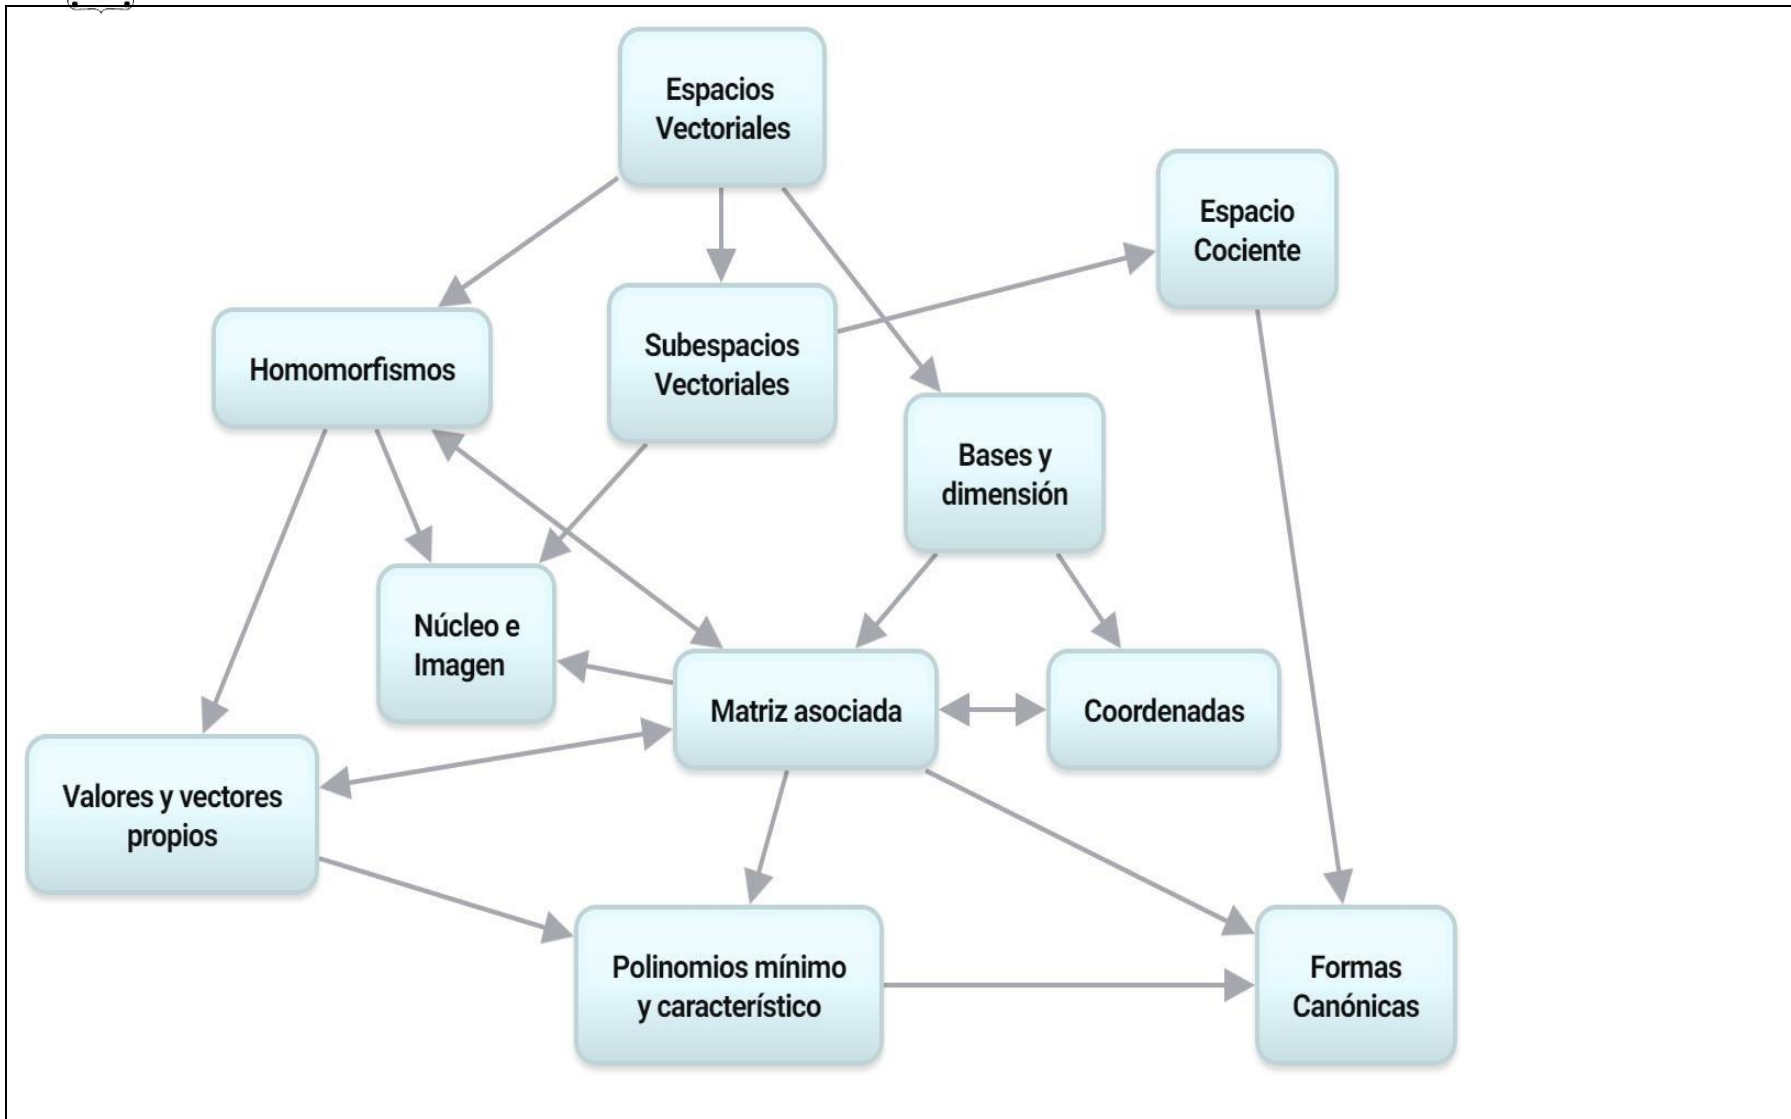 Espacios
Vectoriales
Espacio
Cociente
Subespacios
Vectoriales
Homomorfismos
Bases y
dimensión
Núcleo e
Imagen
Matriz asociada
Coordenadas
Valores y vectores
propios
Polinomios mínimo
y característico
Formas
Canónicas